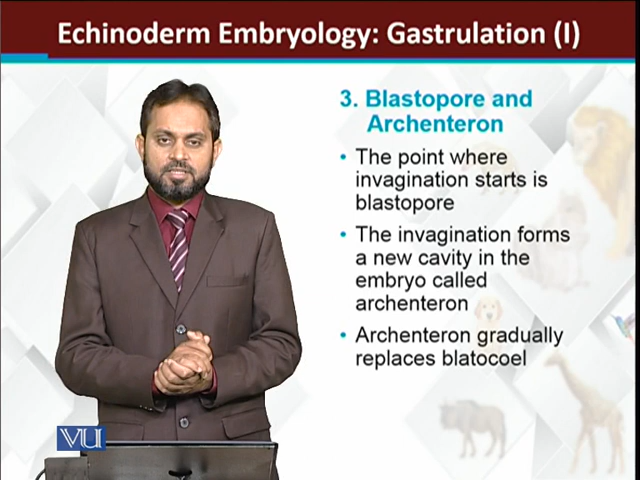 Echinoderm Embryology: Gastrulation (I)
3. Blastopore and
Archenteron
• The point where
invagination starts is
blastopore
• The invagination forms
a new cavity in the
embryo called
archenteron
• Archenteron gradually
replaces blatocoel
VU